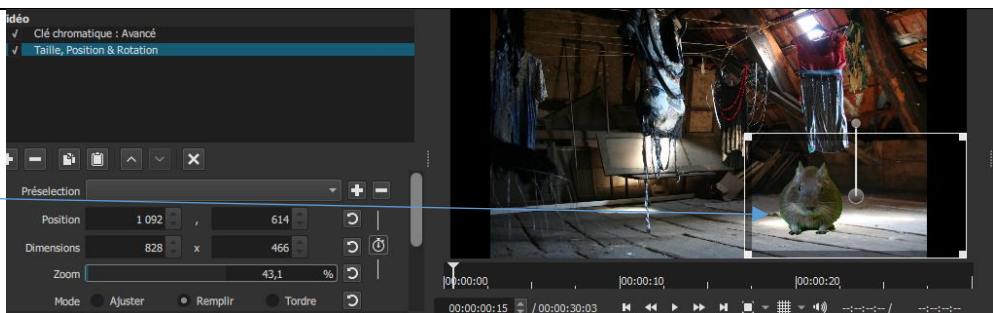 idéo
Clé chromatique : Avancé
Taille, Position & Rotation
Préselection
Position 1 092 , 614
Dimensions 828 x 466
Zoom 43,1 %
Mode Ajuster Remplir Tordre
00:00:00 00:00:10 00:00:20
00:00:00:15 / 00:00:30:03 --:--:--:-- / --:--:--:--